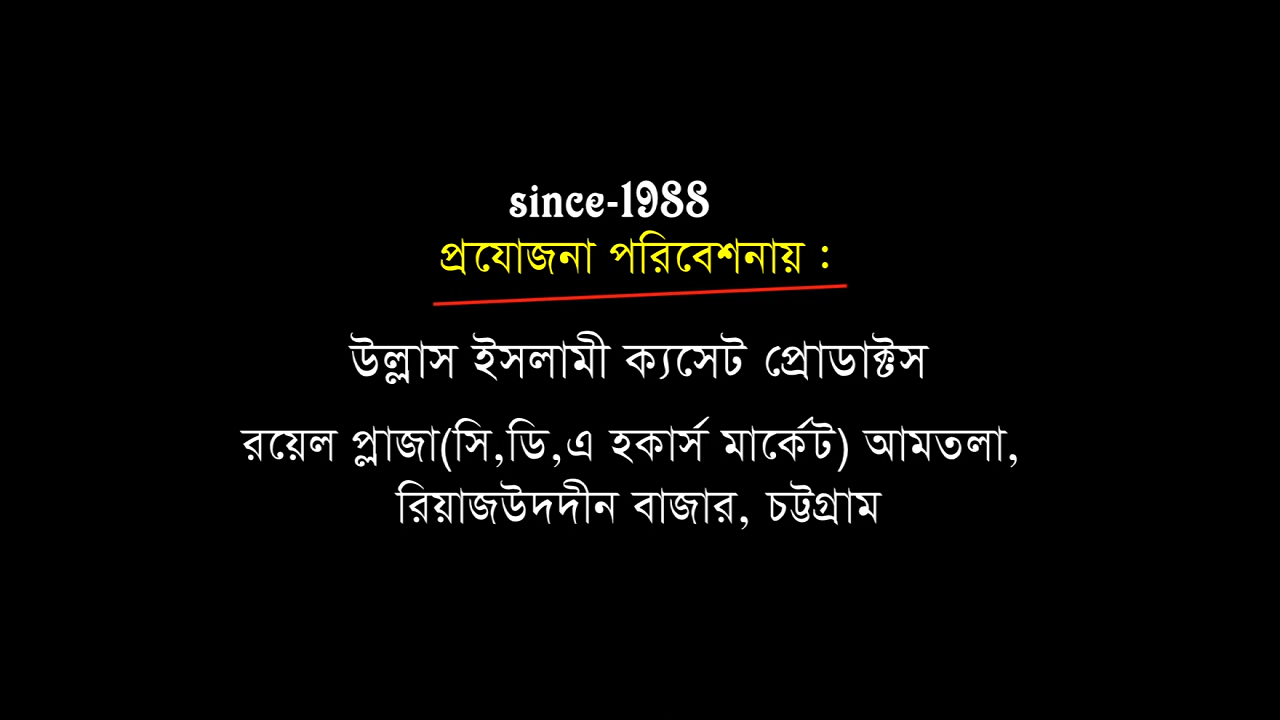 since-1988
প্রযোজনা পরিবেশনায় :
উল্লাস ইসলামী ক্যসেট প্রোডাক্টস
রয়েল প্লাজা(সি,ডি,এ হকার্স মার্কেট) আমতলা,
রিয়াজউদদীন বাজার, চট্টগ্রাম